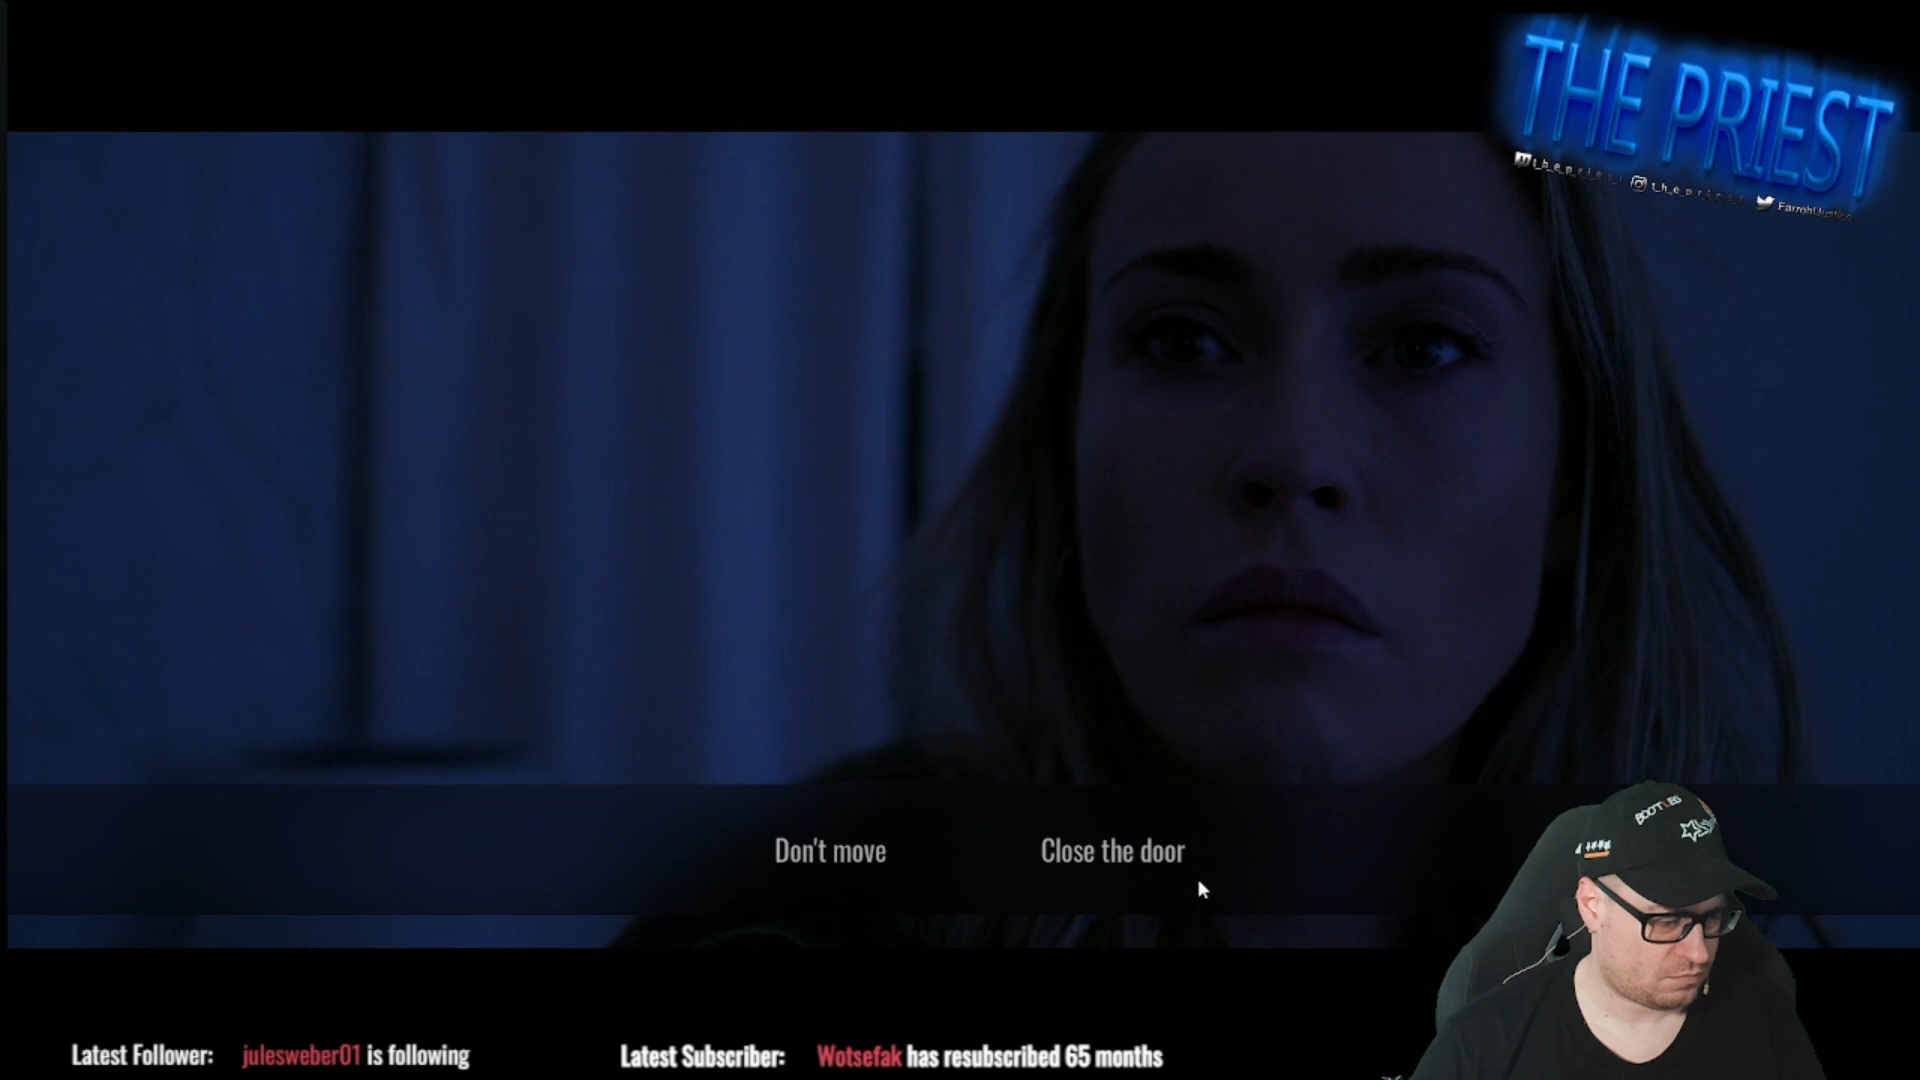 THE PRIEST
Don't move
Close the door
BOOTLEG
Latest Follower: julesweber01 is following
Latest Subscriber: Wotsefak has resubscribed 65 months